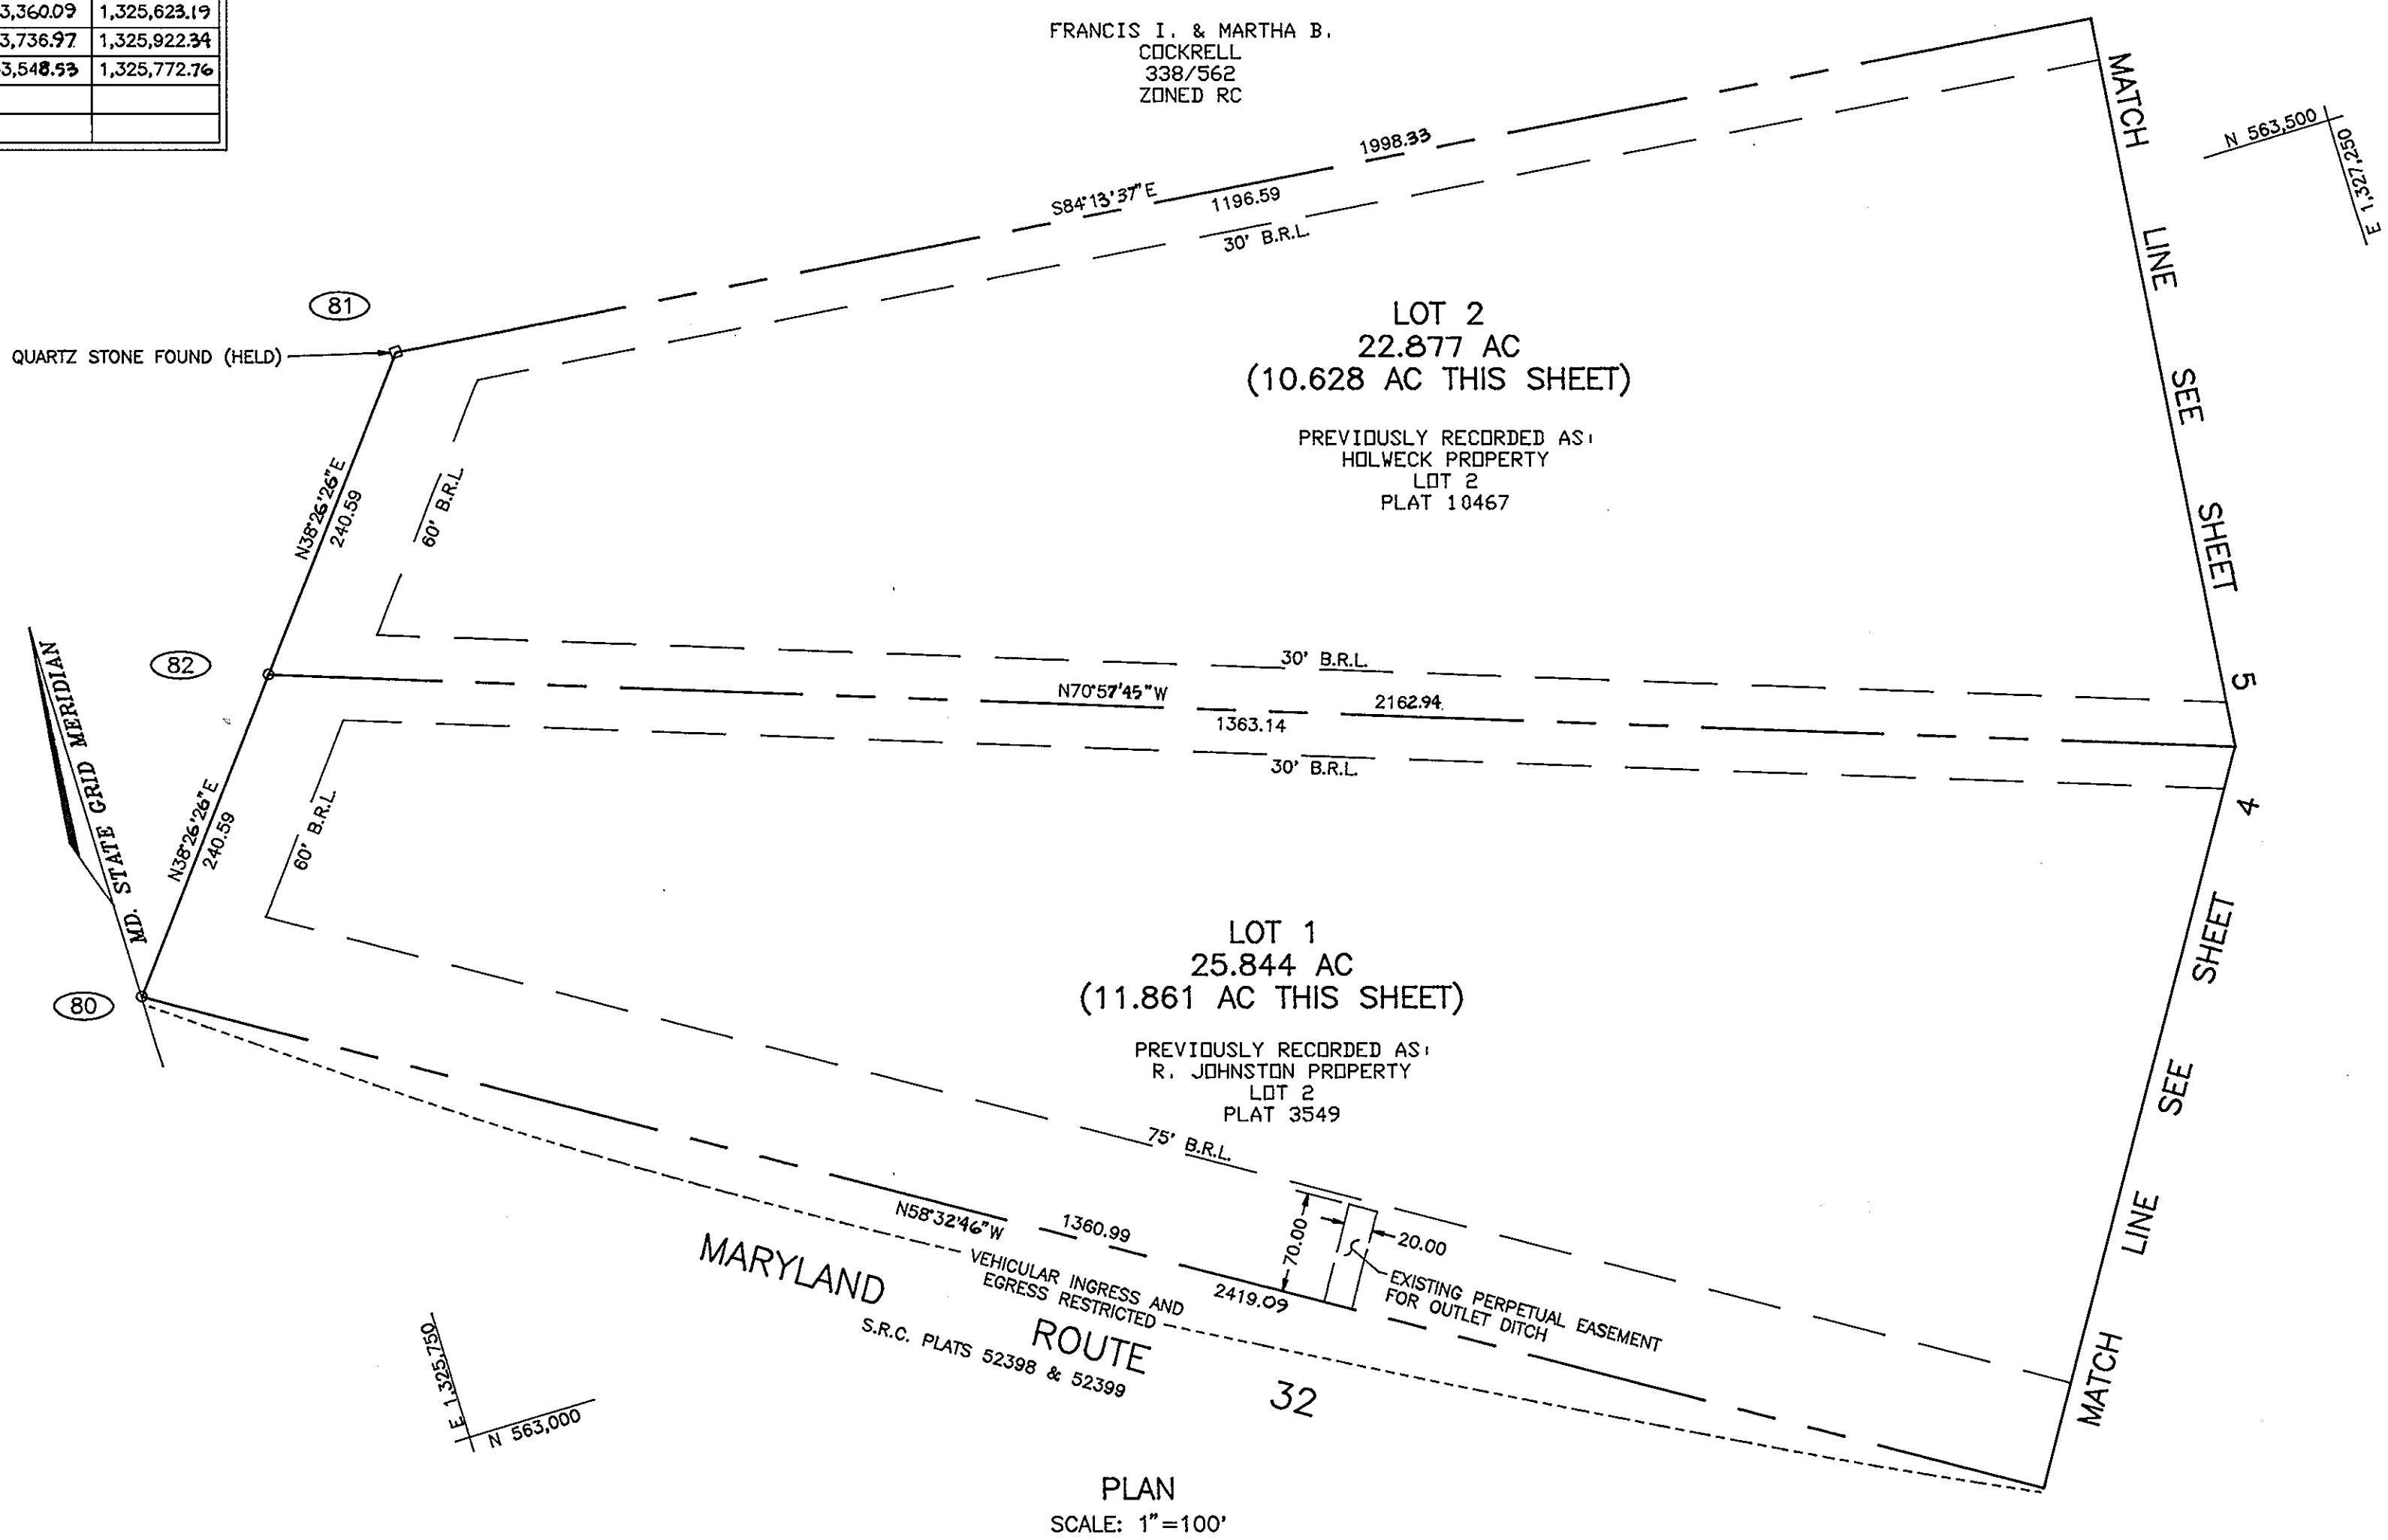 3,360.09 1,325,623.19
3,736.97 1,325,922.34
3,548.53 1,325,772.76
FRANCIS I. & MARTHA B.
COCKRELL
338/562
ZONED RC
MATCH LINE SEE SHEET 5
N 563,500
E 1,327,250
1998.33
S84°13'37"E
1196.59
30' B.R.L.
81
QUARTZ STONE FOUND (HELD)
LOT 2
22.877 AC
(10.628 AC THIS SHEET)
PREVIOUSLY RECORDED AS:
HOLWECK PROPERTY
LOT 2
PLAT 10467
N38°26'26"E
240.59
60' B.R.L.
82
30' B.R.L.
N70°57'45"W
2162.94
1363.14
30' B.R.L.
MD. STATE GRID MERIDIAN
N38°26'26"E
240.59
60' B.R.L.
80
LOT 1
25.844 AC
(11.861 AC THIS SHEET)
PREVIOUSLY RECORDED AS:
R. JOHNSTON PROPERTY
LOT 2
PLAT 3549
75' B.R.L.
MATCH LINE SEE SHEET 4
N58°32'46"W
1360.99
2419.09
70.00
20.00
EXISTING PERPETUAL EASEMENT
FOR OUTLET DITCH
VEHICULAR INGRESS AND
EGRESS RESTRICTED
MARYLAND ROUTE 32
S.R.C. PLATS 52398 & 52399
E 1,325,750
N 563,000
PLAN
SCALE: 1"=100'